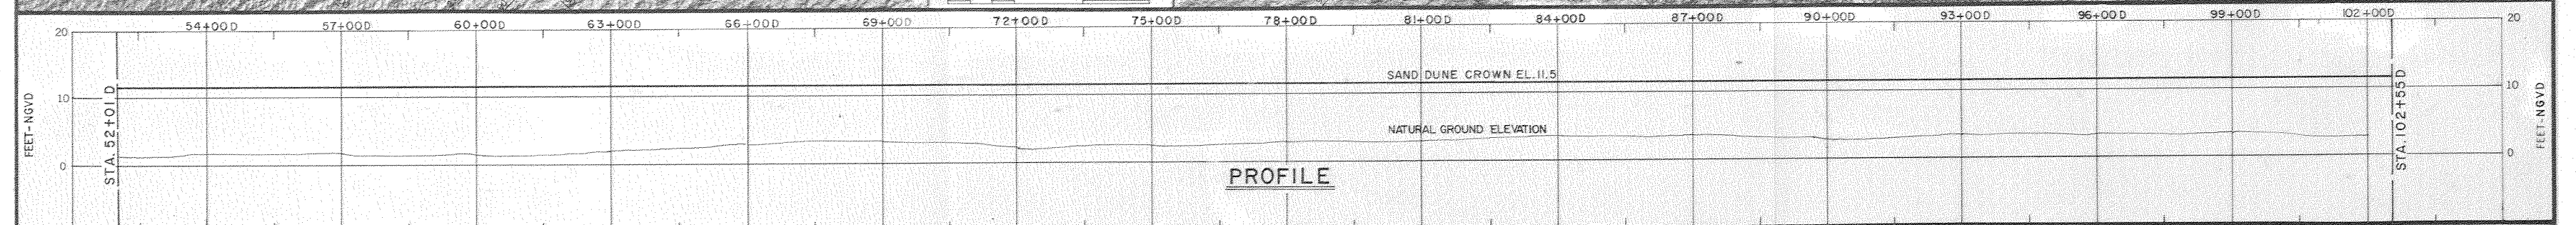 54+00D 57+00D 60+00D 63+00D 66+00D 69+00D 72+00D 75+00D 78+00D 81+00D 84+00D 87+00D 90+00D 93+00D 96+00D 99+00D 102+00D
20 20
SAND DUNE CROWN EL. 11.5
10 10
FEET-NGVD
STA. 52+01 D
STA. 102+55 D
FEET-NGVD
NATURAL GROUND ELEVATION
0 0
PROFILE